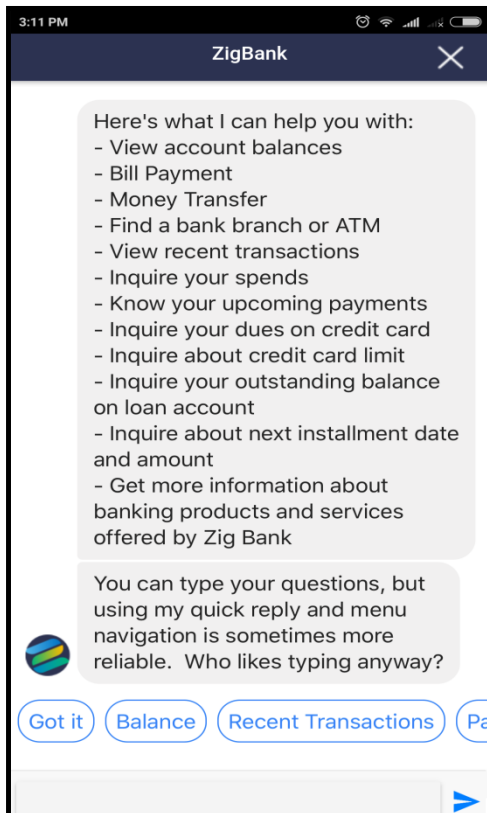 3:11 PM
ZigBank
Here's what I can help you with:
- View account balances
- Bill Payment
- Money Transfer
- Find a bank branch or ATM
- View recent transactions
- Inquire your spends
- Know your upcoming payments
- Inquire your dues on credit card
- Inquire about credit card limit
- Inquire your outstanding balance
on loan account
- Inquire about next installment date
and amount
- Get more information about
banking products and services
offered by Zig Bank
You can type your questions, but
using my quick reply and menu
navigation is sometimes more
reliable.  Who likes typing anyway?
Got it Balance Recent Transactions